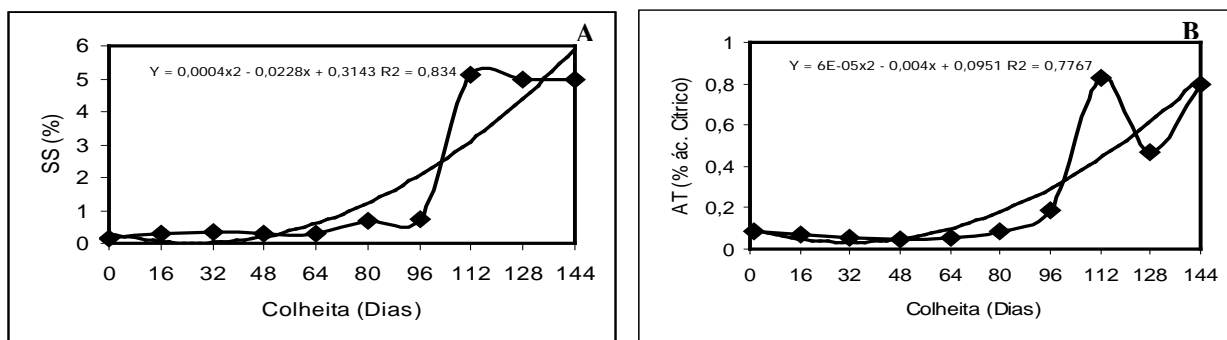 A
Y = 0,0004x2 - 0,0228x + 0,3143 R2 = 0,834
SS (%)
6
5
4
3
2
1
0
0 16 32 48 64 80 96 112 128 144
Colheita (Dias)
B
Y = 6E-05x2 - 0,004x + 0,0951 R2 = 0,7767
AT (% ác. Cítrico)
1
0,8
0,6
0,4
0,2
0
0 16 32 48 64 80 96 112 128 144
Colheita (Dias)